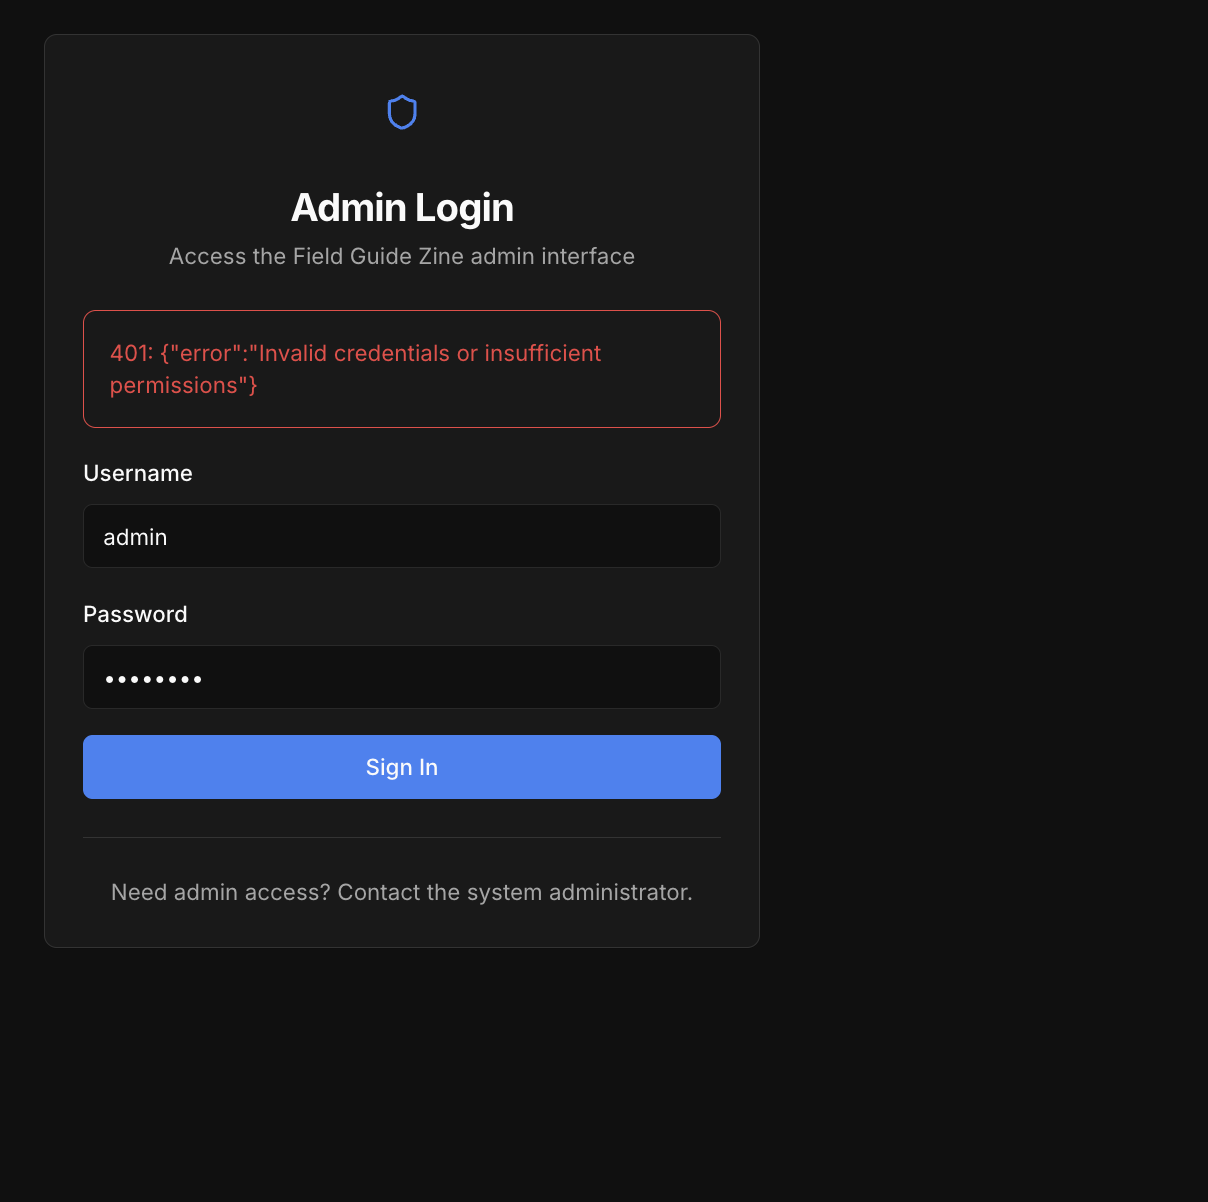 Admin Login
Access the Field Guide Zine admin interface
401: {"error":"Invalid credentials or insufficient
permissions"}
Username
admin
Password
••••••••
Sign In
Need admin access? Contact the system administrator.